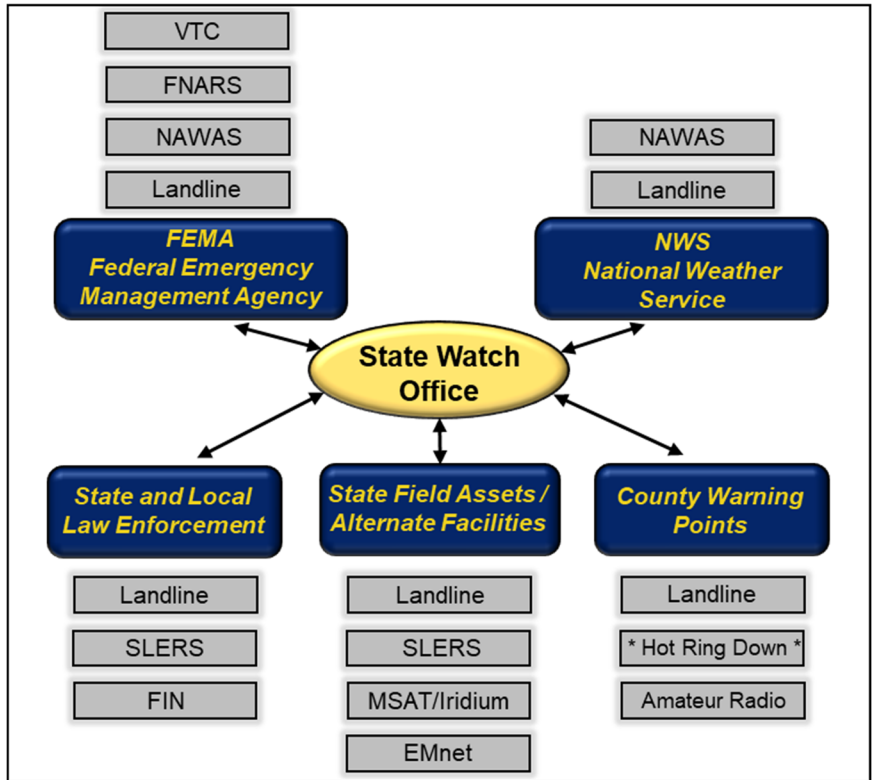 VTC
FNARS
NAWAS
Landline
FEMA
Federal Emergency
Management Agency
NAWAS
Landline
NWS
National Weather
Service
State Watch
Office
State and Local
Law Enforcement
Landline
SLERS
FIN
State Field Assets /
Alternate Facilities
Landline
SLERS
MSAT/Iridium
EMnet
County Warning
Points
Landline
* Hot Ring Down *
Amateur Radio